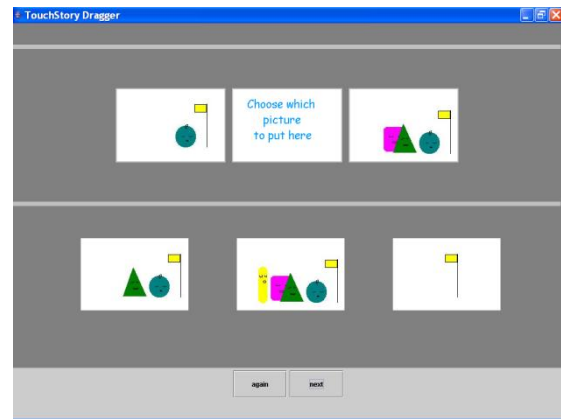 TouchStory Dragger
Choose which
picture
to put here
again
next